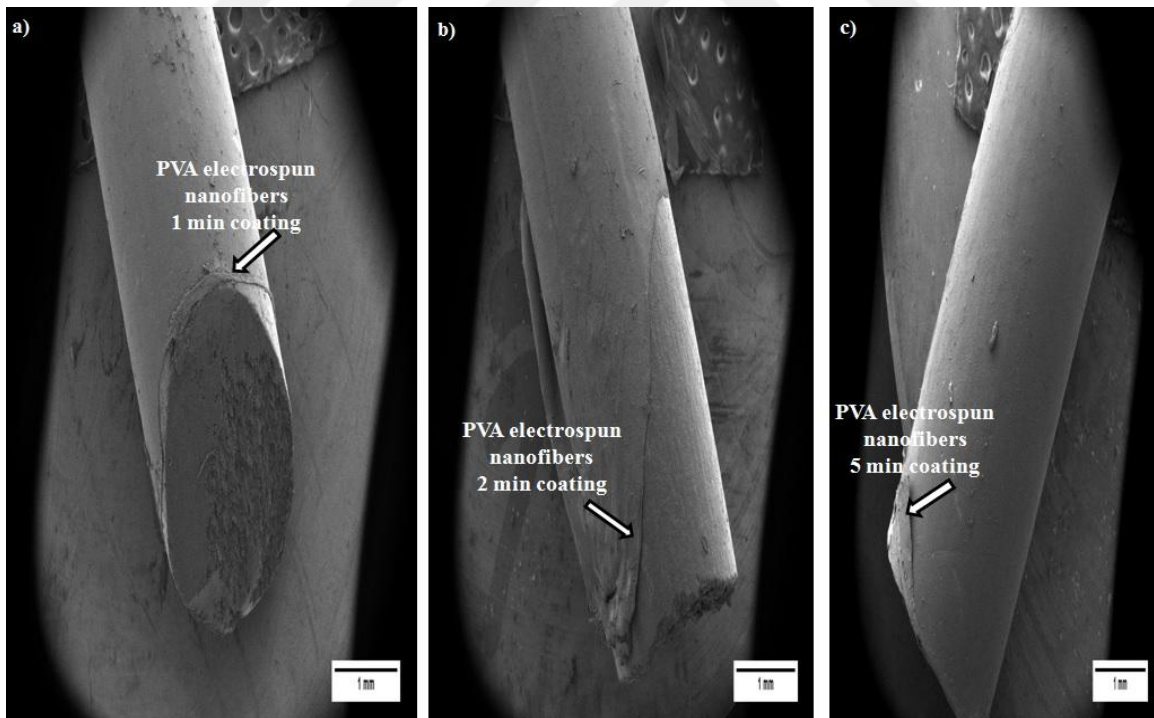 a)
PVA electrospun
nanofibers
1 min coating
1 mm
b)
PVA electrospun
nanofibers
2 min coating
1 mm
c)
PVA electrospun
nanofibers
5 min coating
1 mm